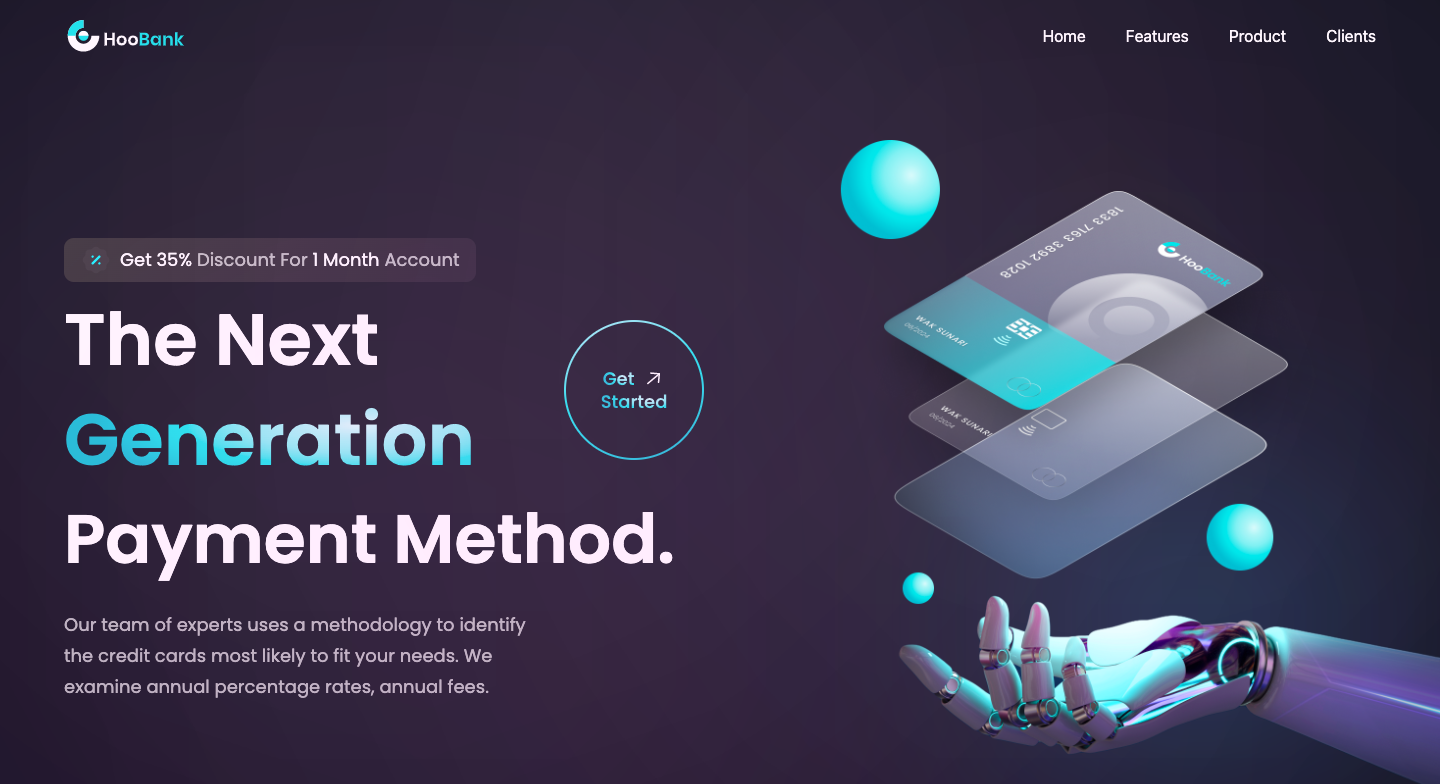 HooBank
Home Features Product Clients
Get 35% Discount For 1 Month Account
The Next
Generation
Payment Method.
Get
Started
Our team of experts uses a methodology to identify
the credit cards most likely to fit your needs. We
examine annual percentage rates, annual fees.
1833 7163 3892 1028
HooBank
WAK SUNARI
06/2024
WAK SUNARI
06/2024